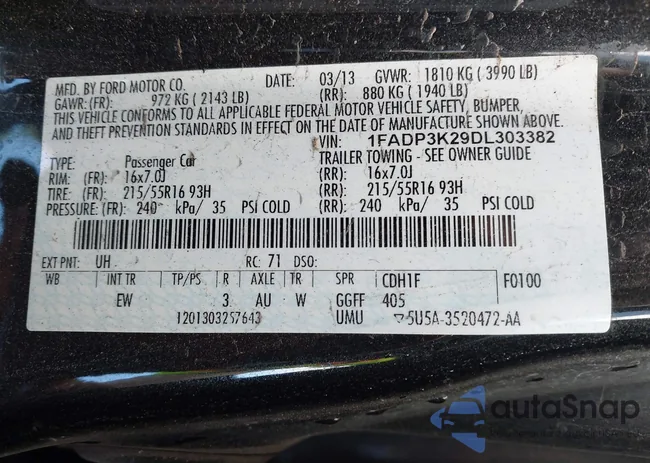 MFD. BY FORD MOTOR CO. DATE: 03/13 GVWR: 1810 KG ( 3990 LB)
GAWR: (FR): 972 KG ( 2143 LB) (RR): 880 KG ( 1940 LB)
THIS VEHICLE CONFORMS TO ALL APPLICABLE FEDERAL MOTOR VEHICLE SAFETY, BUMPER,
AND THEFT PREVENTION STANDARDS IN EFFECT ON THE DATE OF MANUFACTURE SHOWN ABOVE.
VIN: 1FADP3K29DL303382
TYPE: Passenger Car TRAILER TOWING - SEE OWNER GUIDE
RIM: (FR): 16x7.0J (RR): 16x7.0J
TIRE: (FR): 215/55R16 93H (RR): 215/55R16 93H
PRESSURE: (FR): 240 kPa/ 35 PSI COLD (RR): 240 kPa/ 35 PSI COLD
EXT PNT: UH RC: 71 DSO:
WB INT TR TP/PS R AXLE TR SPR CDH1F F0100
EW 3 AU W GGFF 405
1201303257643 UMU ▽5U5A-3520472-AA
autoSnap